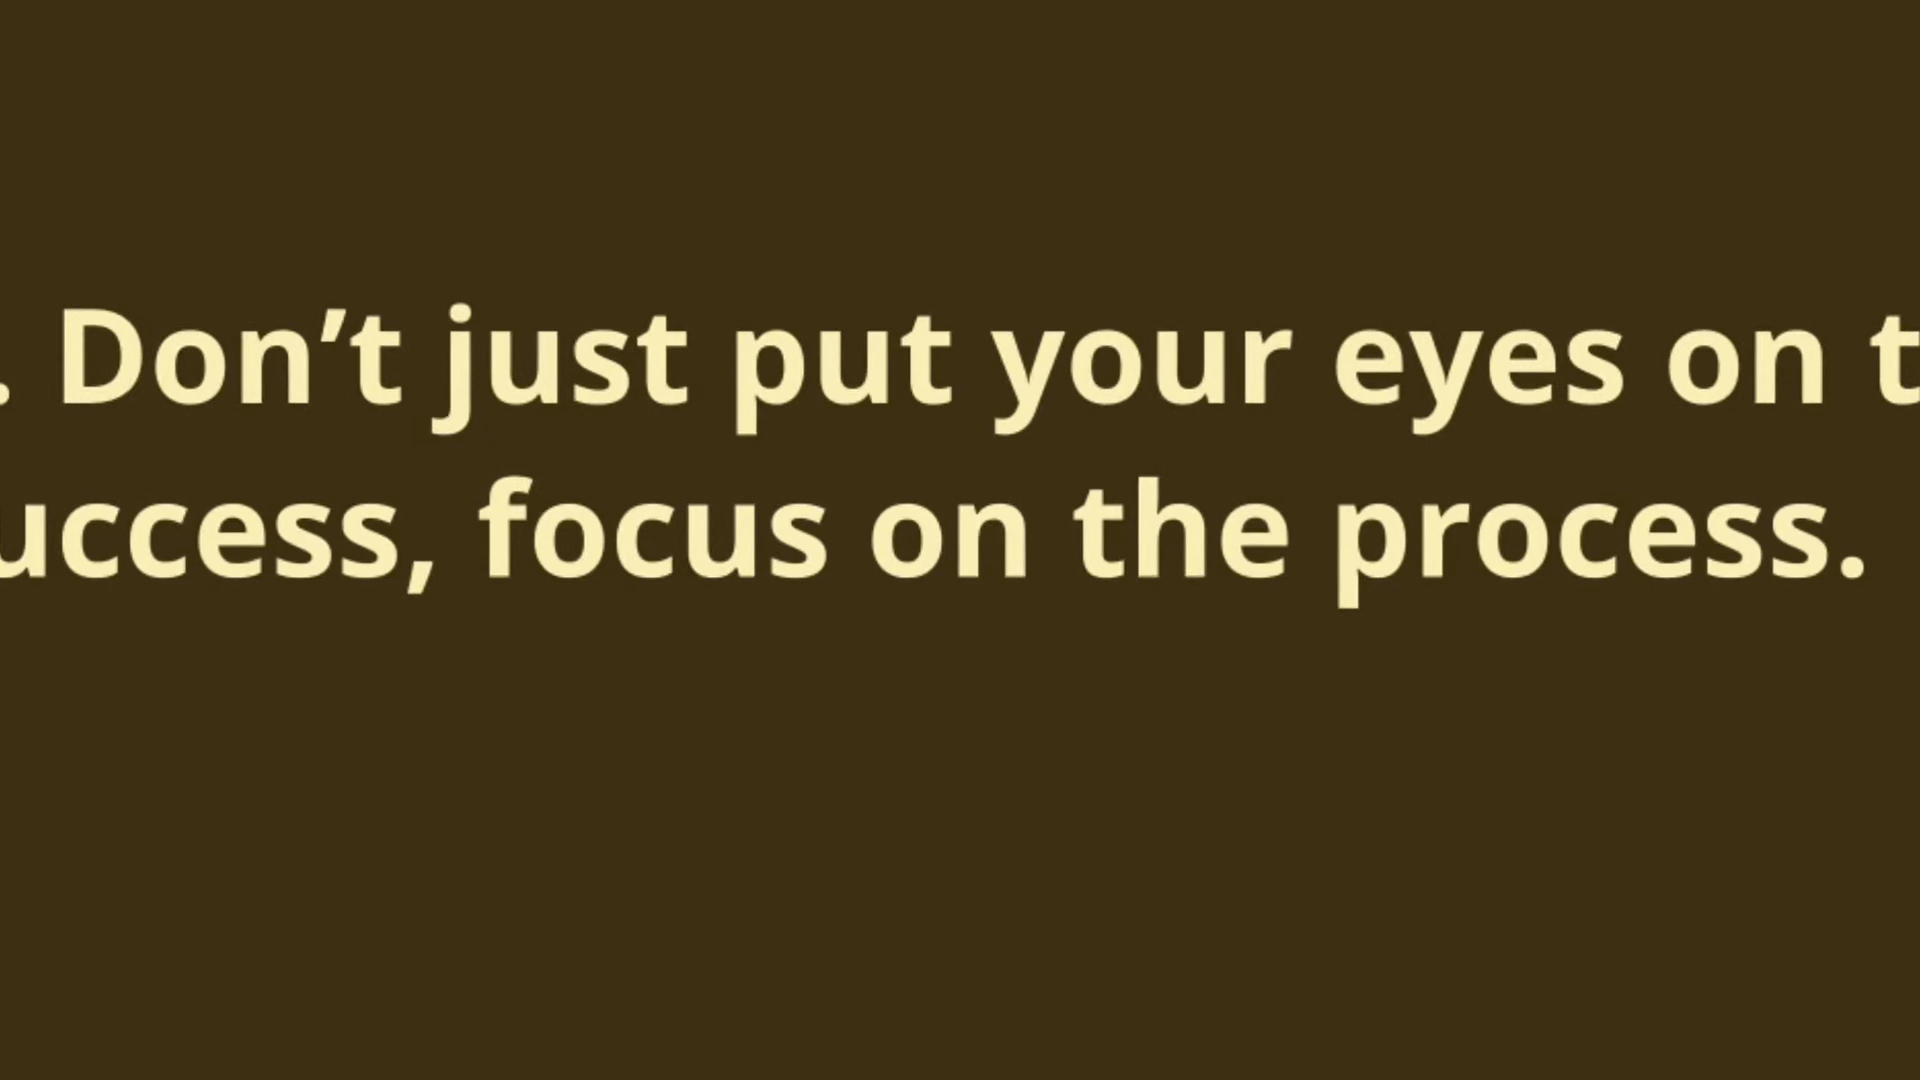 . Don’t just put your eyes on t
uccess, focus on the process.